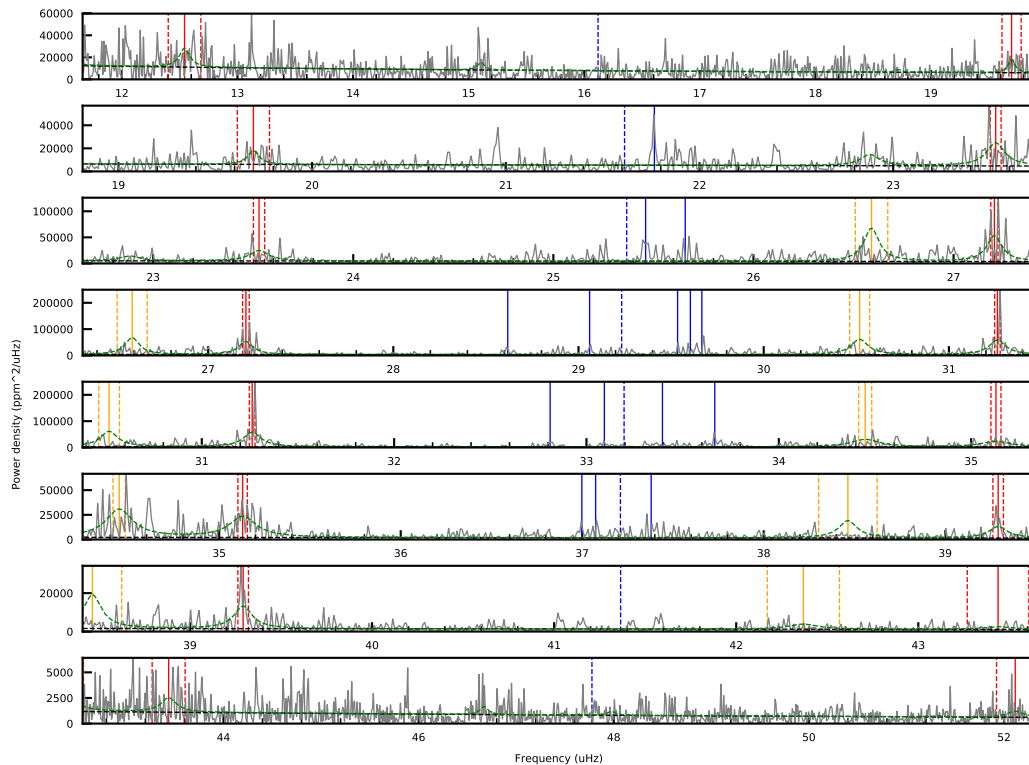 60000
40000
20000
0
12 13 14 15 16 17 18 19
40000
20000
0
19 20 21 22 23
100000
50000
0
23 24 25 26 27
200000
100000
0
27 28 29 30 31
200000
100000
0
31 32 33 34 35
50000
25000
0
35 36 37 38 39
20000
0
39 40 41 42 43
5000
2500
0
44 46 48 50 52
Power density (ppm^2/(uHz)
Frequency (uHz)